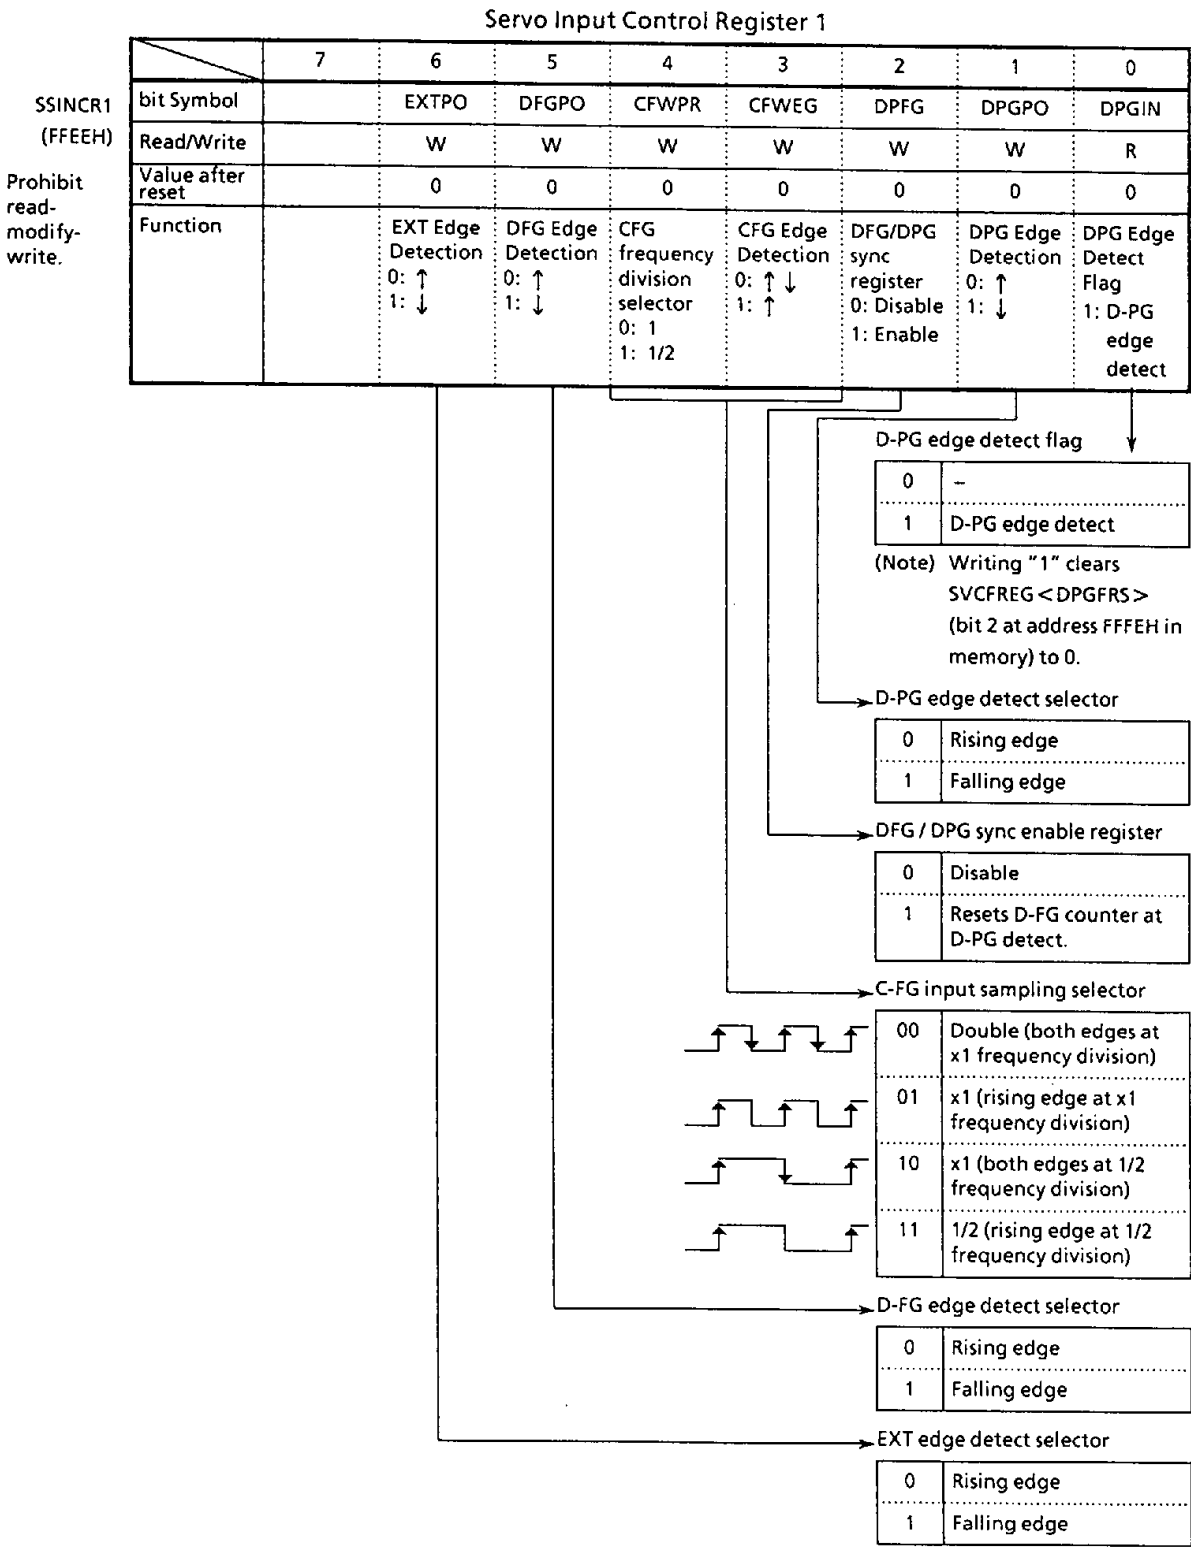 Servo Input Control Register 1
7 6 5 4 3 2 1 0
SSINCR1
(FFEEH)
Prohibit
read-
modify-
write.
bit Symbol EXTPO DFGPO CFWPR CFWEG DPFG DPGPO DPGIN
Read/Write W W W W W W R
Value after
reset 0 0 0 0 0 0 0
Function
EXT Edge
Detection
0: ↑
1: ↓
DFG Edge
Detection
0: ↑
1: ↓
CFG
frequency
division
selector
0: 1
1: 1/2
CFG Edge
Detection
0: ↑ ↓
1: ↑
DFG/DPG
sync
register
0: Disable
1: Enable
DPG Edge
Detection
0: ↑
1: ↓
DPG Edge
Detect
Flag
1: D-PG
edge
detect
D-PG edge detect flag
0 –
1 D-PG edge detect
(Note) Writing "1" clears
SVCFREG<DPGFRS>
(bit 2 at address FFFEH in
memory) to 0.
D-PG edge detect selector
0 Rising edge
1 Falling edge
DFG / DPG sync enable register
0 Disable
1 Resets D-FG counter at
D-PG detect.
C-FG input sampling selector
00 Double (both edges at
x1 frequency division)
01 x1 (rising edge at x1
frequency division)
10 x1 (both edges at 1/2
frequency division)
11 1/2 (rising edge at 1/2
frequency division)
D-FG edge detect selector
0 Rising edge
1 Falling edge
EXT edge detect selector
0 Rising edge
1 Falling edge